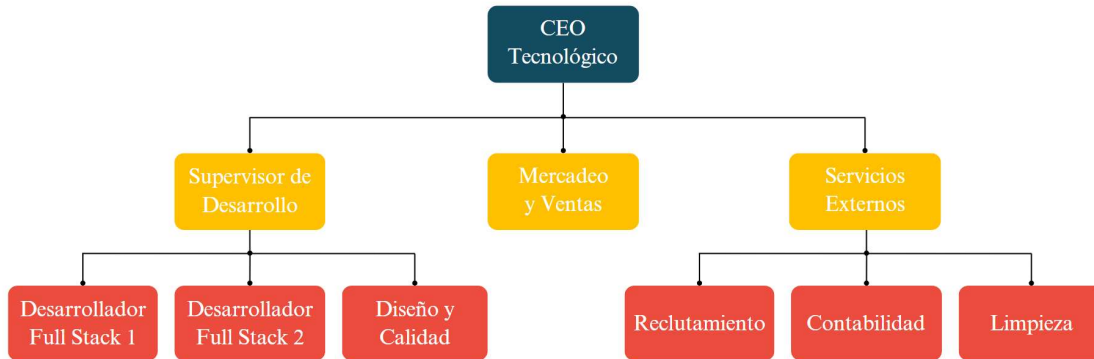 CEO
Tecnológico
Supervisor de
Desarrollo
Mercadeo
y Ventas
Servicios
Externos
Desarrollador
Full Stack 1
Desarrollador
Full Stack 2
Diseño y
Calidad
Reclutamiento
Contabilidad
Limpieza